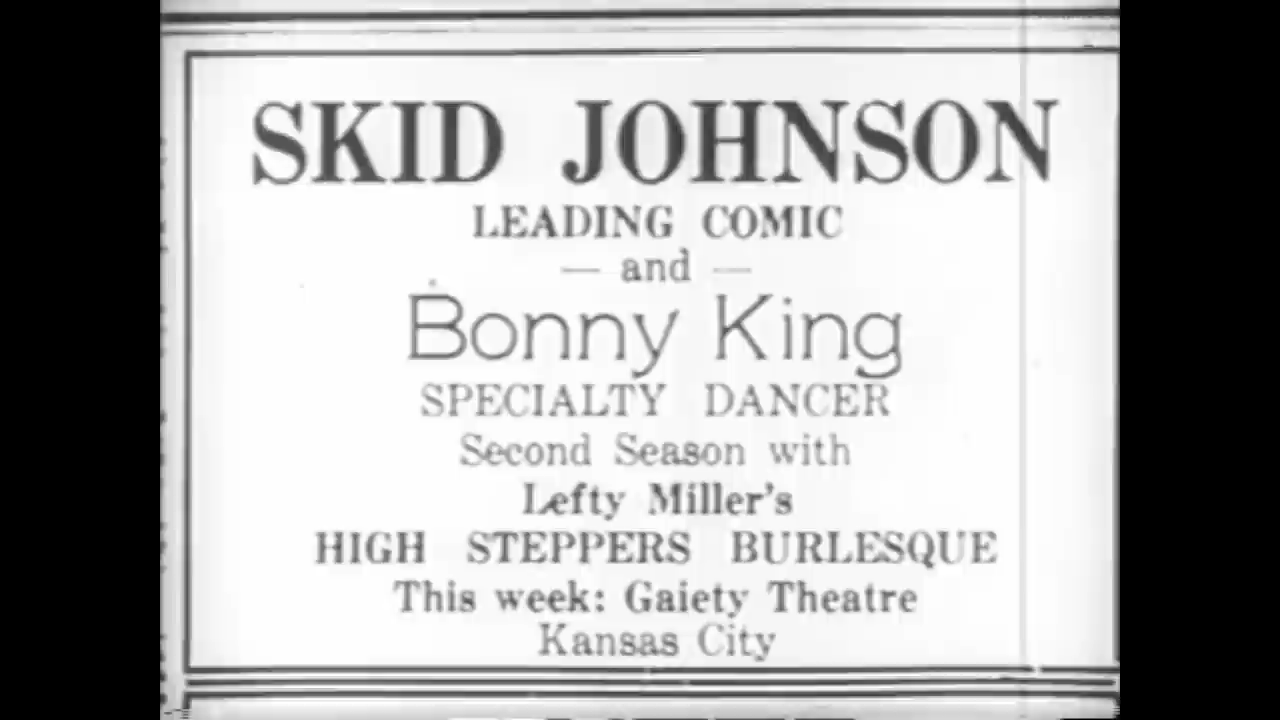 SKID JOHNSON
LEADING COMIC
— and —
Bonny King
SPECIALTY DANCER
Second Season with
Lefty Miller's
HIGH STEPPERS BURLESQUE
This week: Gaiety Theatre
Kansas City